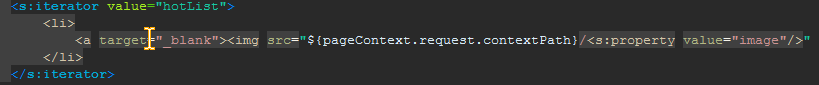 <s:iterator value="hotList">
<li>
<a target="_blank"><img src="${pageContext.request.contextPath}/<s:property value="image"/>"
</li>
</s:iterator>